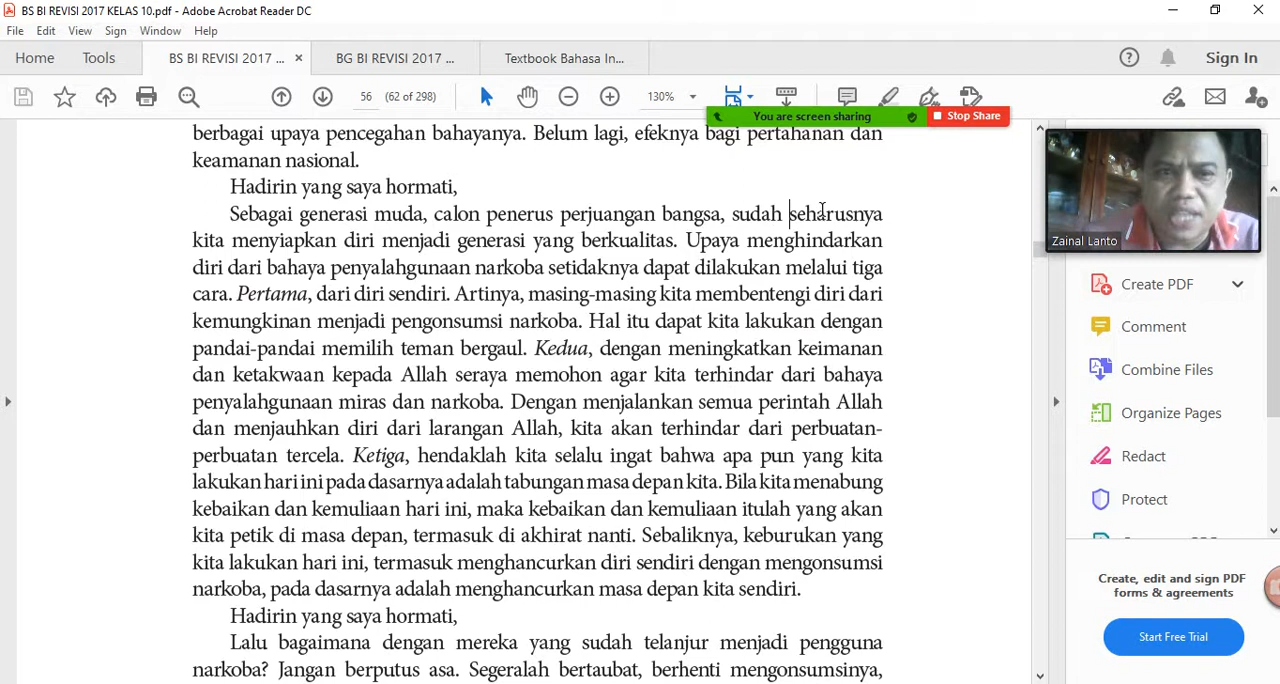 BS BI REVISI 2017 KELAS 10.pdf - Adobe Acrobat Reader DC
File Edit View Sign Window Help
Home Tools BS BI REVISI 2017 ... × BG BI REVISI 2017 ... Textbook Bahasa In... Sign In
56 (62 of 298) 130%
You are screen sharing Stop Share
berbagai upaya pencegahan bahayanya. Belum lagi, efeknya bagi pertahanan dan
keamanan nasional.
Hadirin yang saya hormati,
Sebagai generasi muda, calon penerus perjuangan bangsa, sudah seharusnya
kita menyiapkan diri menjadi generasi yang berkualitas. Upaya menghindarkan
diri dari bahaya penyalahgunaan narkoba setidaknya dapat dilakukan melalui tiga
cara. Pertama, dari diri sendiri. Artinya, masing-masing kita membentengi diri dari
kemungkinan menjadi pengonsumsi narkoba. Hal itu dapat kita lakukan dengan
pandai-pandai memilih teman bergaul. Kedua, dengan meningkatkan keimanan
dan ketakwaan kepada Allah seraya memohon agar kita terhindar dari bahaya
penyalahgunaan miras dan narkoba. Dengan menjalankan semua perintah Allah
dan menjauhkan diri dari larangan Allah, kita akan terhindar dari perbuatan-
perbuatan tercela. Ketiga, hendaklah kita selalu ingat bahwa apa pun yang kita
lakukan hari ini pada dasarnya adalah tabungan masa depan kita. Bila kita menabung
kebaikan dan kemuliaan hari ini, maka kebaikan dan kemuliaan itulah yang akan
kita petik di masa depan, termasuk di akhirat nanti. Sebaliknya, keburukan yang
kita lakukan hari ini, termasuk menghancurkan diri sendiri dengan mengonsumsi
narkoba, pada dasarnya adalah menghancurkan masa depan kita sendiri.
Hadirin yang saya hormati,
Lalu bagaimana dengan mereka yang sudah telanjur menjadi pengguna
narkoba? Jangan berputus asa. Segeralah bertaubat, berhenti mengonsumsinya,
Zainal Lanto
Create PDF
Comment
Combine Files
Organize Pages
Redact
Protect
Create, edit and sign PDF
forms & agreements
Start Free Trial